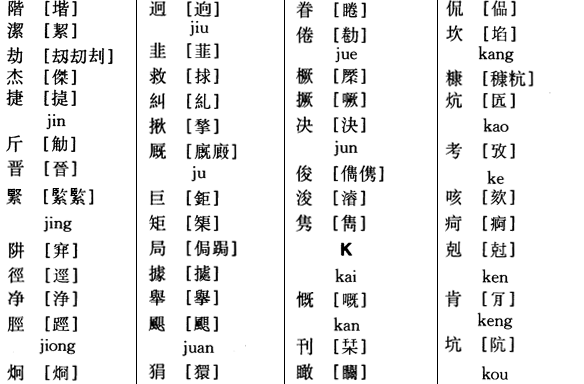 階 [堦]
潔 [絜]
劫 [刼刧刦]
杰 [傑]
捷 [㨗]
jin
斤 [觔]
晋 [晉]
緊
jing
阱 [穽]
徑 [逕]
净 [淨]
脛 [踁]
jiong
炯 [烱]
迥 [逈]
jiu
韭 [韮]
救 [捄]
糾 [糺]
揪 [揫]
厩 [廐廏]
ju
巨 [鉅]
矩 [榘]
局 [侷跼]
據 [㩀]
舉 [擧]
颶 [颶]
juan
狷 [獧]
眷 [睠]
倦 [勌]
jue
橛 [橜]
撅 [噘]
决 [決]
jun
俊 [儁㑺]
浚 [濬]
隽 [雋]
K
kai
慨 [嘅]
kan
刊 [栞]
瞰 [矙]
侃 [偘]
坎 [埳]
kang
糠 [穅粇]
炕 [匟]
kao
考 [攷]
ke
咳 [欬]
疴 [痾]
剋 [尅]
ken
肯 [肎]
keng
坑 [阬]
kou